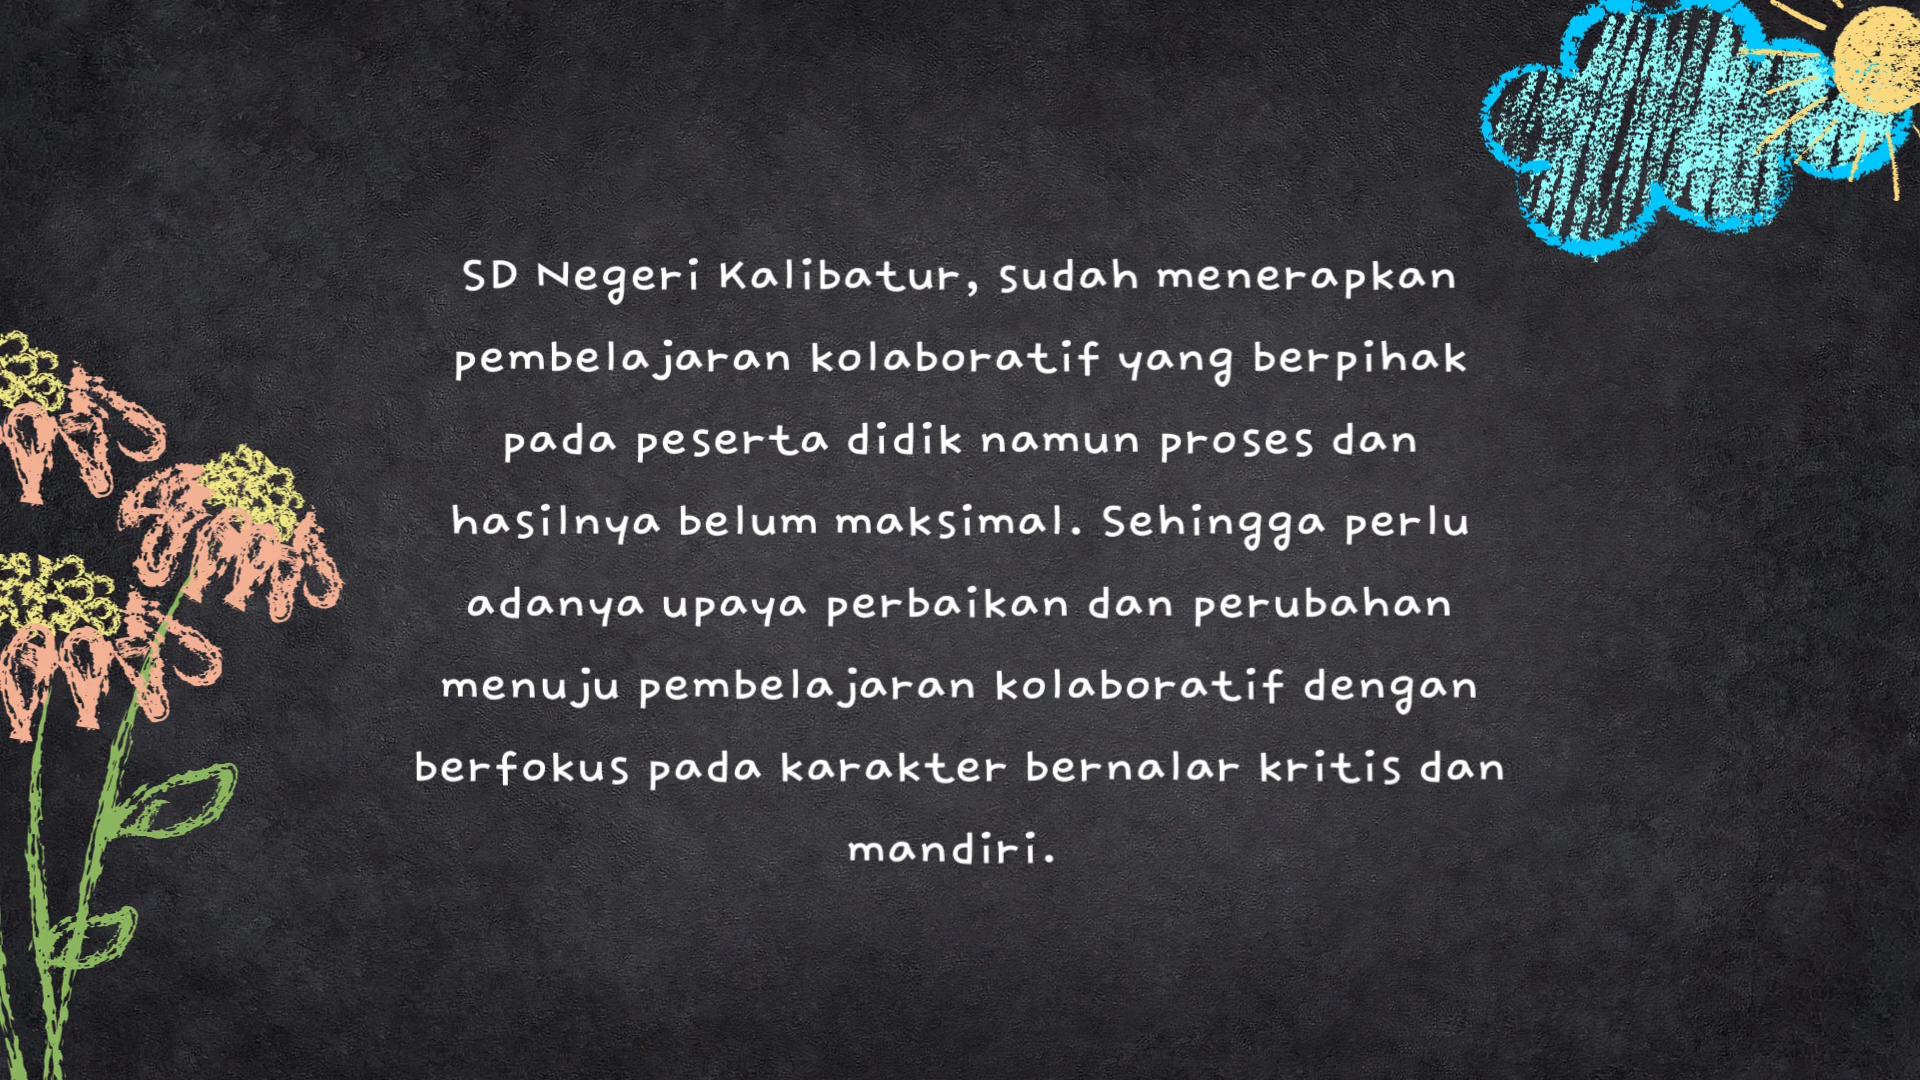 SD Negeri Kalibatur, sudah menerapkan
pembelajaran kolaboratif yang berpihak
pada peserta didik namun proses dan
hasilnya belum maksimal. Sehingga perlu
adanya upaya perbaikan dan perubahan
menuju pembelajaran kolaboratif dengan
berfokus pada karakter bernalar kritis dan
mandiri.